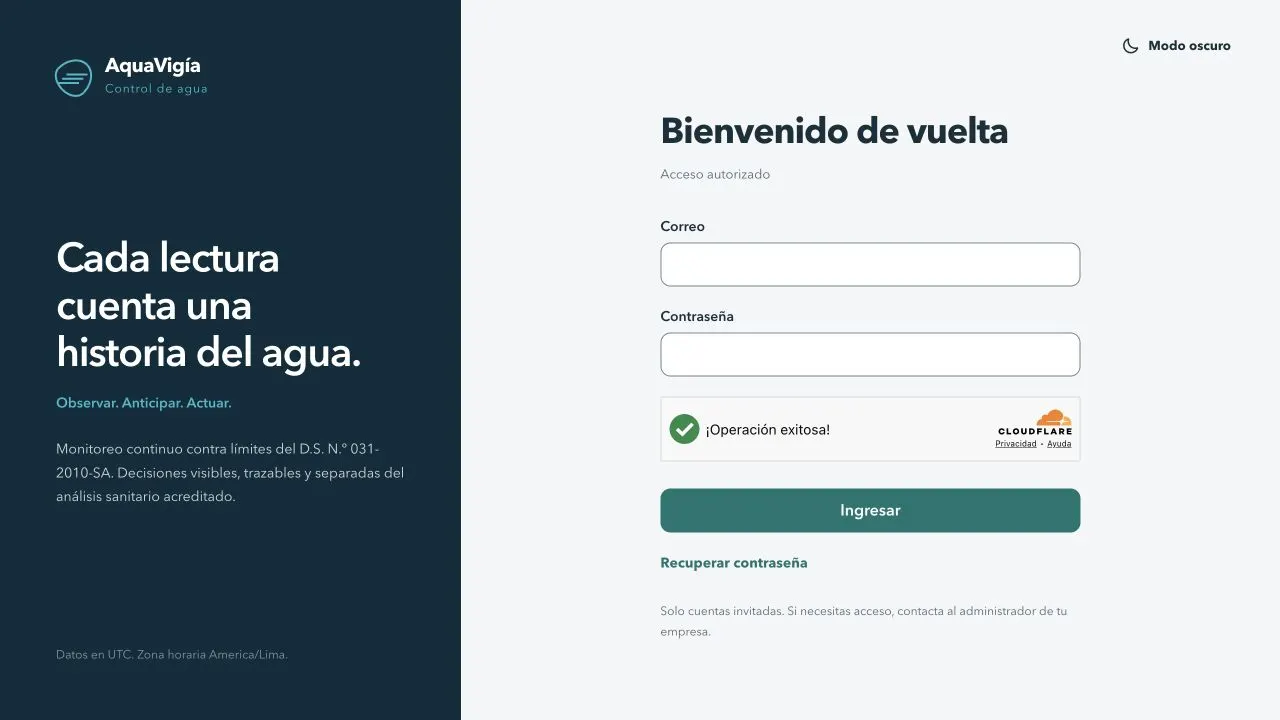 AquaVigía
Control de agua
Cada lectura
cuenta una
historia del agua.
Observar. Anticipar. Actuar.
Monitoreo continuo contra límites del D.S. N.º 031-
2010-SA. Decisiones visibles, trazables y separadas del
análisis sanitario acreditado.
Datos en UTC. Zona horaria America/Lima.
Modo oscuro
Bienvenido de vuelta
Acceso autorizado
Correo
Contraseña
¡Operación exitosa!
CLOUDFLARE
Privacidad • Ayuda
Ingresar
Recuperar contraseña
Solo cuentas invitadas. Si necesitas acceso, contacta al administrador de tu
empresa.